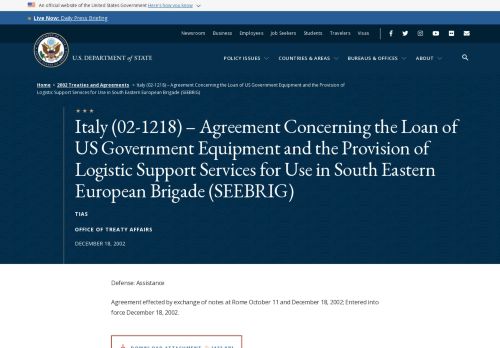 An official website of the United States Government Here's how you know
Live Now: Daily Press Briefing
Newsroom Business Employees Job Seekers Students Travelers Visas
U.S. DEPARTMENT of STATE
POLICY ISSUES COUNTRIES & AREAS BUREAUS & OFFICES ABOUT
Home 2002 Treaties and Agreements Italy (02-1218) – Agreement Concerning the Loan of US Government Equipment and the Provision of
Logistic Support Services for Use in South Eastern European Brigade (SEEBRIG)
Italy (02-1218) – Agreement Concerning the Loan of
US Government Equipment and the Provision of
Logistic Support Services for Use in South Eastern
European Brigade (SEEBRIG)
TIAS
OFFICE OF TREATY AFFAIRS
DECEMBER 18, 2002
Defense: Assistance
Agreement effected by exchange of notes at Rome October 11 and December 18, 2002; Entered into
force December 18, 2002.
DOWNLOAD ATTACHMENT